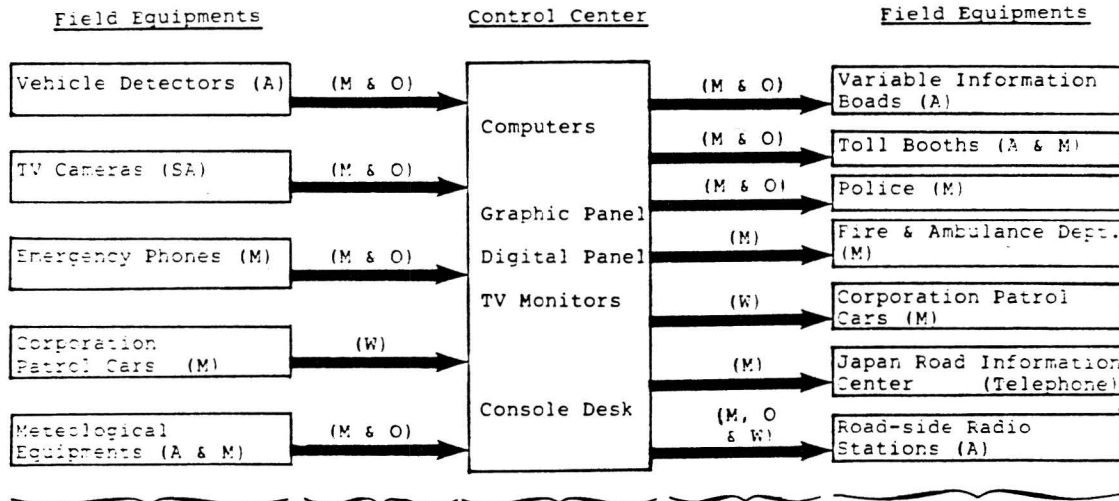 Field Equipments
Control Center
Field Equipments
Vehicle Detectors (A)
(M & O)
TV Cameras (SA)
(M & O)
Emergency Phones (M)
(M & O)
Corporation
Patrol Cars (M)
(W)
Meteological
Equipments (A & M)
(M & O)
Computers
Graphic Panel
Digital Panel
TV Monitors
Console Desk
(M & O)
Variable Information
Boads (A)
(M & O)
Toll Booths (A & M)
(M & O)
Police (M)
(M)
Fire & Ambulance Dept.
(M)
(W)
Corporation Patrol
Cars (M)
(M)
Japan Road Information
Center (Telephone)
(M, O
& W)
Road-side Radio
Stations (A)